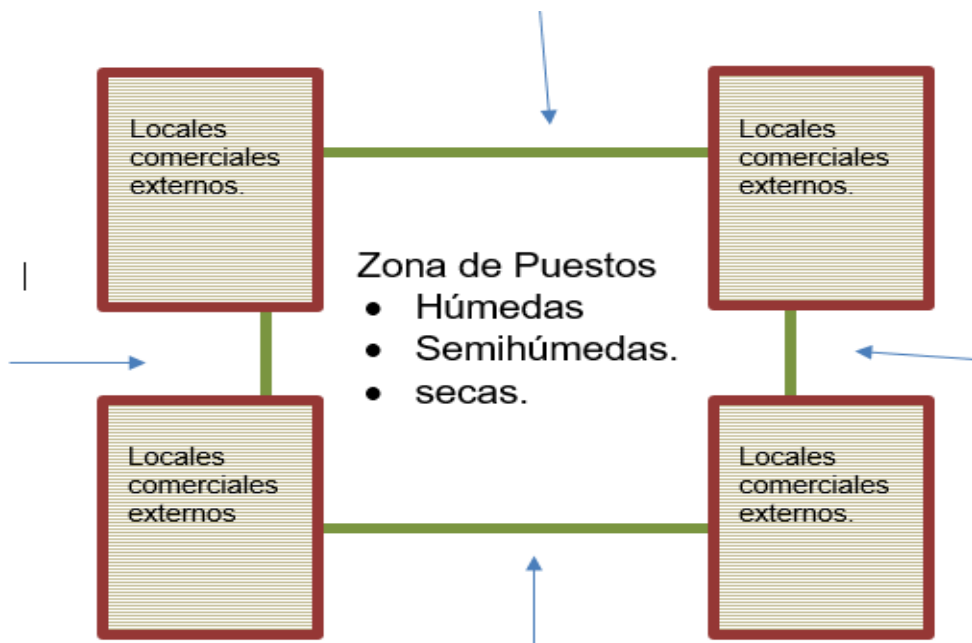 Locales
comerciales
externos.
Locales
comerciales
externos.
Zona de Puestos
● Húmedas
● Semihúmedas.
● secas.
Locales
comerciales
externos
Locales
comerciales
externos.